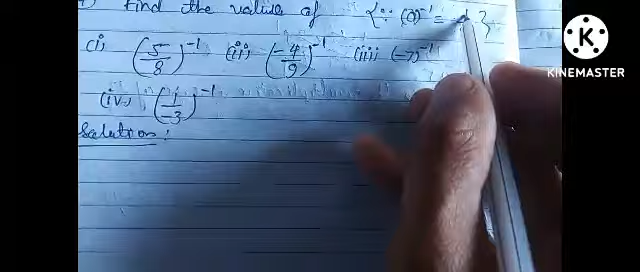 Find the value of {∵ (a)⁻¹ =
(i) (5/8)⁻¹ (ii) (-4/9)⁻¹ (iii) (-7)⁻¹
(iv) (1/-3)⁻¹
Solution:
KINEMASTER